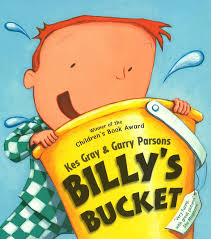 Winner of the
Children's Book Award
Kes Gray & Garry Parsons
BILLY'S
BUCKET